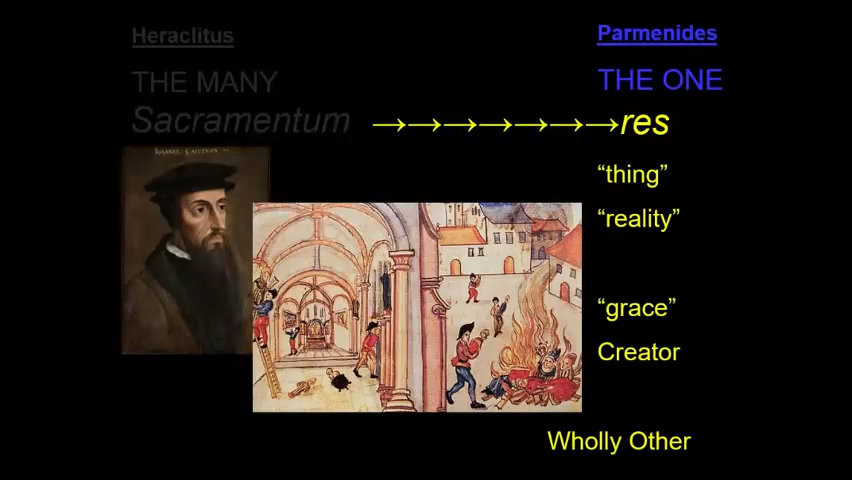 Heraclitus
Parmenides
THE MANY
THE ONE
Sacramentum →→→→→→→res
“thing”
“reality”
“grace”
Creator
Wholly Other